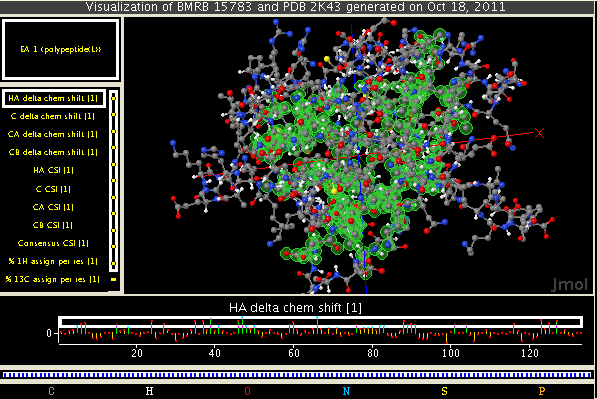 Visualization of BMRB 15783 and PDB 2K43 generated on Oct 18, 2011
EA 1 (polypeptide(L))
HA delta chem shift (1)
C delta chem shift (1)
CA delta chem shift (1)
CB delta chem shift (1)
HA CSI (1)
C CSI (1)
CA CSI (1)
CB CSI (1)
Consensus CSI (1)
% 1H assign per res (1)
% 13C assign per res (1)
X
Jmol
HA delta chem shift [1]
0
20 40 60 80 100 120
C H O N S P